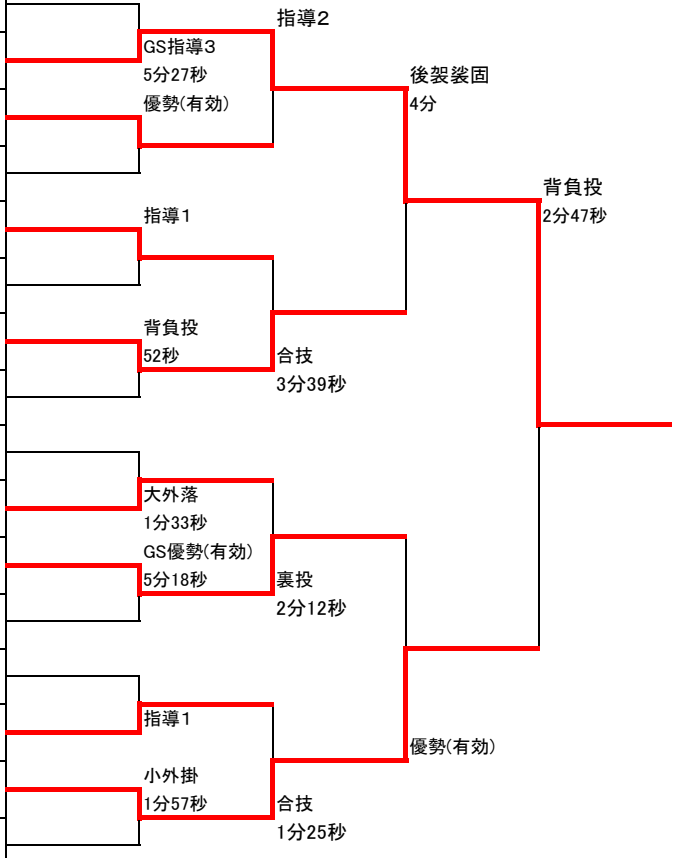 指導２
GS指導３
5分27秒
優勢(有効)
後袈裟固
4分
背負投
2分47秒
指導１
背負投
52秒
合技
3分39秒
大外落
1分33秒
GS優勢(有効)
5分18秒
裏投
2分12秒
指導１
優勢(有効)
小外掛
1分57秒
合技
1分25秒